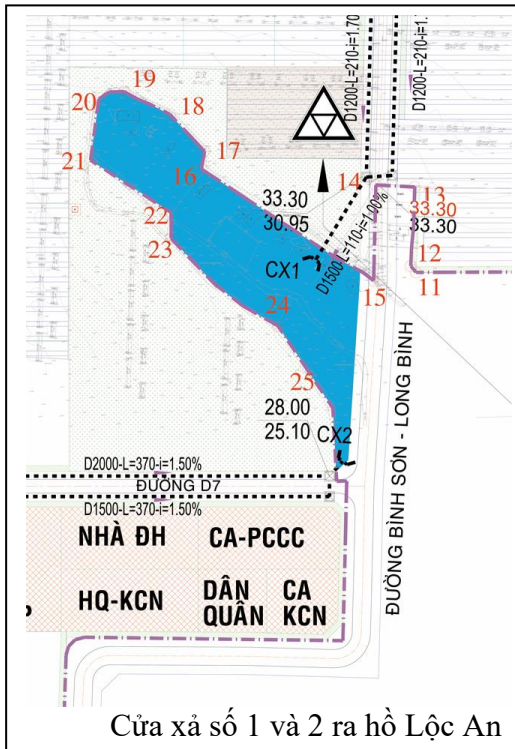 D1200-L=210-i=1.70
D1200-L=210-i=1.
19
20
18
17
21
16
14
33.30
30.95
13
33.30
33.30
22
23
12
CX1
D1500-L=110-i=1.00%
11
15
24
25
28.00
25.10
CX2
ĐƯỜNG BÌNH SƠN - LONG BÌNH
D2000-L=370-i=1.50%
ĐƯỜNG D7
D1500-L=370-i=1.50%
NHÀ ĐH
CA-PCCC
HQ-KCN
DÂN
QUÂN
CA
KCN
Cửa xả số 1 và 2 ra hồ Lộc An